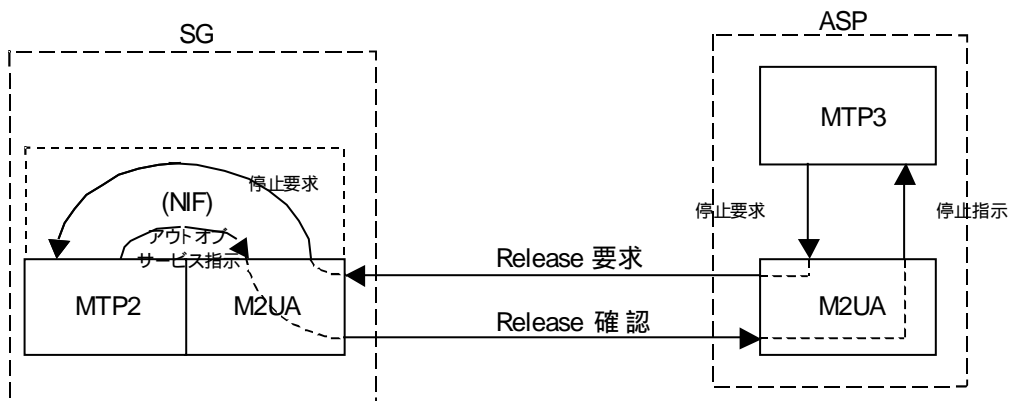 SG
ASP
MTP3
停止要求
(NIF)
アウトオブ
サービス指示
停止要求
停止指示
Release 要求
MTP2
M2UA
Release 確認
M2UA